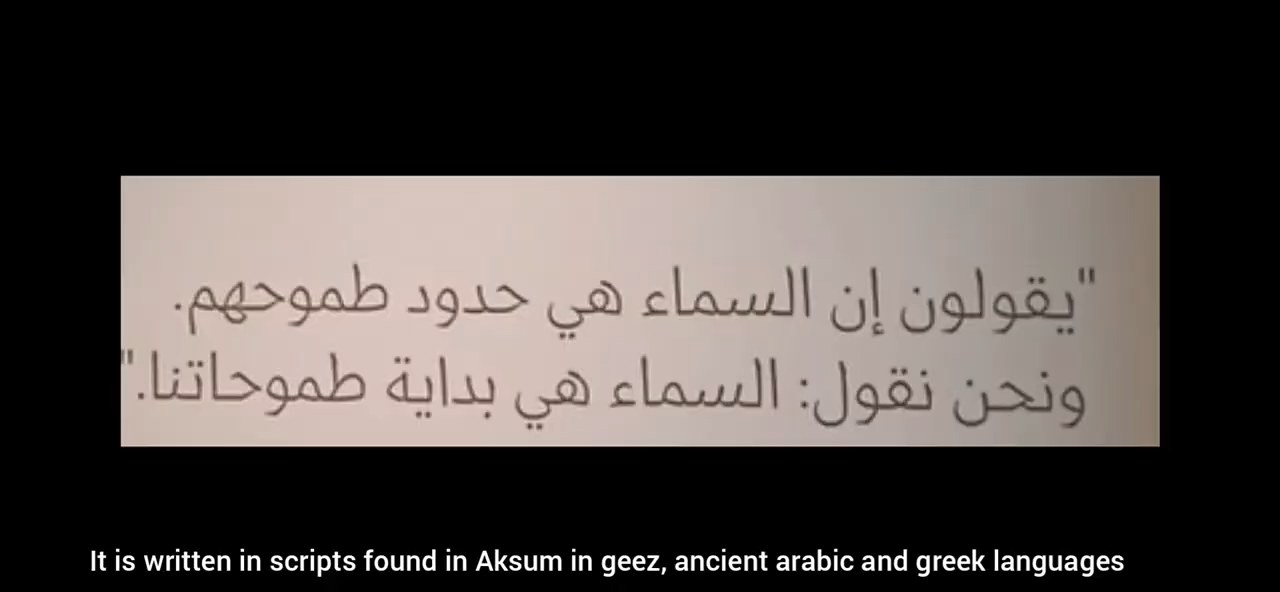 "يقولون إن السماء هي حدود طموحهم.
ونحن نقول: السماء هي بداية طموحاتنا."
It is written in scripts found in Aksum in geez, ancient arabic and greek languages